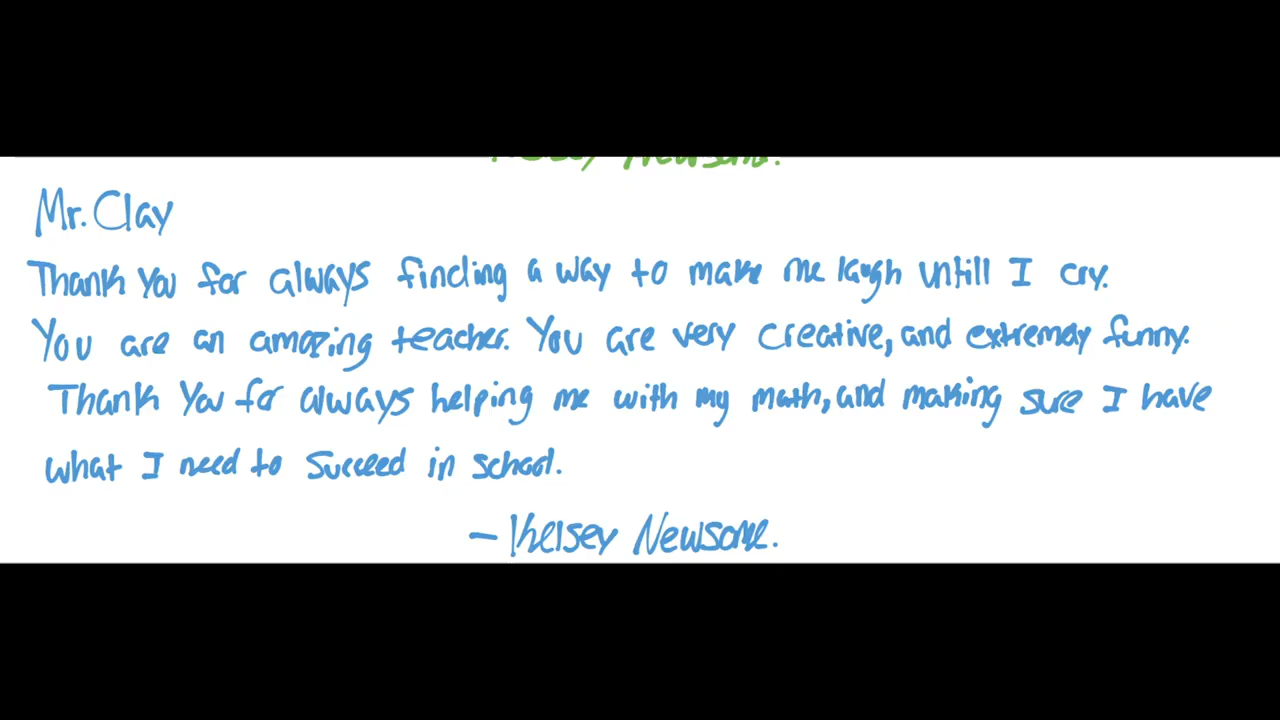 Newsome.
Mr. Clay
Thank You for always finding a way to make me laugh untill I cry.
You are an amazing teacher. You are very creative, and extremely funny.
Thank You for always helping me with my math, and making sure I have
what I need to succeed in school.
- Kelsey Newsome.